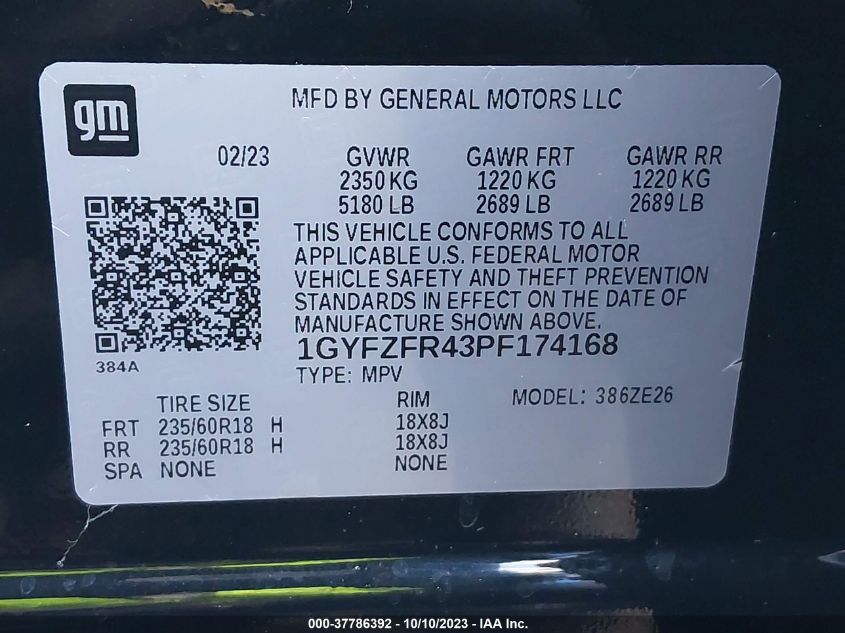 gm
MFD BY GENERAL MOTORS LLC
02/23 GVWR GAWR FRT GAWR RR
2350 KG 1220 KG 1220 KG
5180 LB 2689 LB 2689 LB
THIS VEHICLE CONFORMS TO ALL
APPLICABLE U.S. FEDERAL MOTOR
VEHICLE SAFETY AND THEFT PREVENTION
STANDARDS IN EFFECT ON THE DATE OF
MANUFACTURE SHOWN ABOVE.
1GYFZFR43PF174168
384A
TYPE: MPV
TIRE SIZE RIM MODEL: 386ZE26
FRT 235/60R18 H 18X8J
RR 235/60R18 H 18X8J
SPA NONE NONE
000-37786392 - 10/10/2023 - IAA Inc.